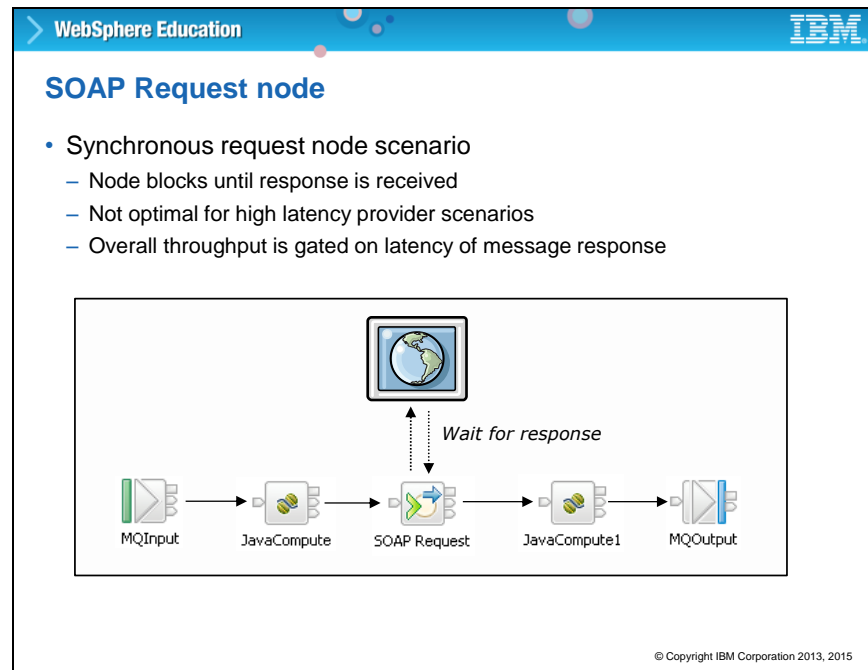 WebSphere Education
IBM
SOAP Request node
• Synchronous request node scenario
– Node blocks until response is received
– Not optimal for high latency provider scenarios
– Overall throughput is gated on latency of message response
Wait for response
MQInput
JavaCompute
SOAP Request
JavaCompute1
MQOutput
© Copyright IBM Corporation 2013, 2015